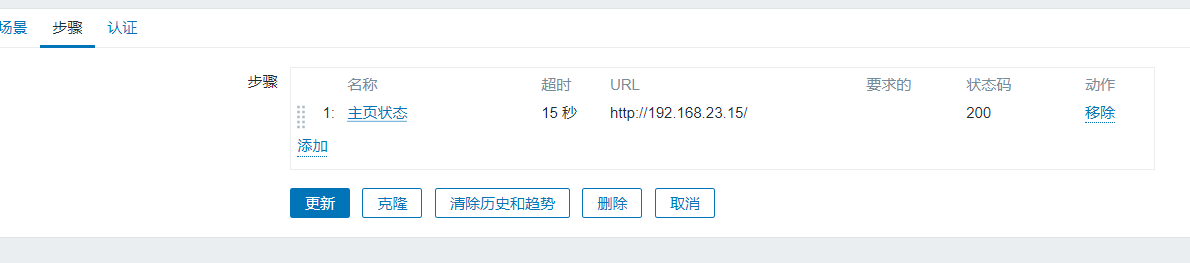 场景 步骤 认证
步骤 名称 超时 URL 要求的 状态码 动作
1: 主页状态 15 秒 http://192.168.23.15/ 200 移除
添加
更新 克隆 清除历史和趋势 删除 取消